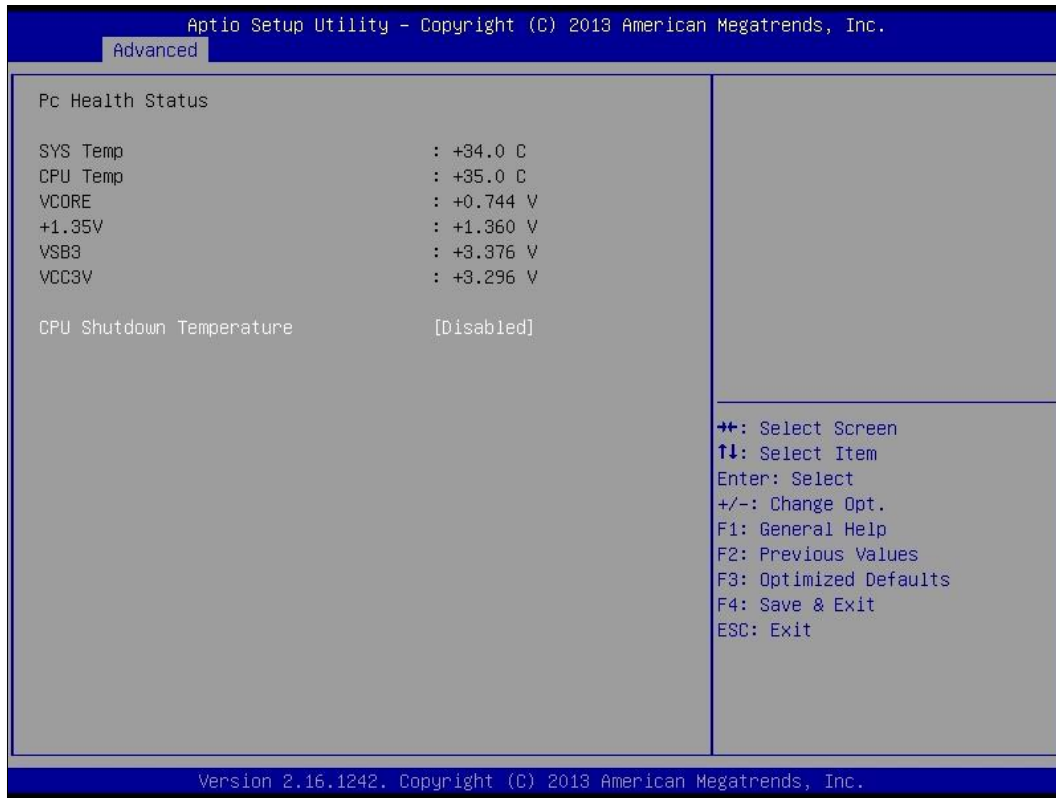 Aptio Setup Utility – Copyright (C) 2013 American Megatrends, Inc.
Advanced
Pc Health Status
SYS Temp : +34.0 C
CPU Temp : +35.0 C
VCORE : +0.744 V
+1.35V : +1.360 V
VSB3 : +3.376 V
VCC3V : +3.296 V
CPU Shutdown Temperature [Disabled]
→←: Select Screen
↑↓: Select Item
Enter: Select
+/-: Change Opt.
F1: General Help
F2: Previous Values
F3: Optimized Defaults
F4: Save & Exit
ESC: Exit
Version 2.16.1242. Copyright (C) 2013 American Megatrends, Inc.